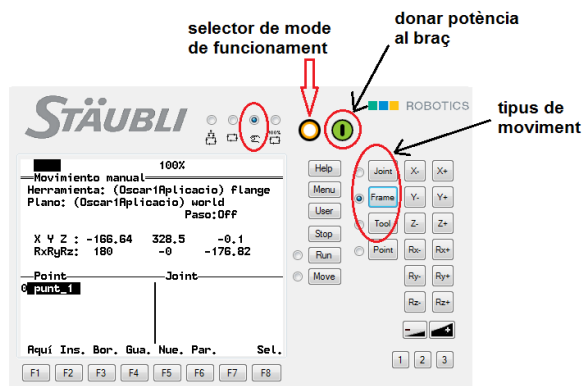 selector de mode
de funcionament
donar potència
al braç
tipus de
moviment
STÄUBLI
ROBOTICS
100%
100%
Movimiento manual
Herramienta: (Oscar1Aplicacio) flange
Plano: (Oscar1Aplicacio) world
Paso:Off
X Y Z : -166.64 328.5 -0.1
RxRyRz: 180 -0 -176.82
Point Joint
0 punt_1
Aquí Ins. Bor. Gua. Nue. Par. Sel.
F1 F2 F3 F4 F5 F6 F7 F8
Help
Menu
User
Stop
Run
Move
Joint X- X+
Frame Y- Y+
Tool Z- Z+
Point Rx- Rx+
Ry- Ry+
Rz- Rz+
- +
1 2 3